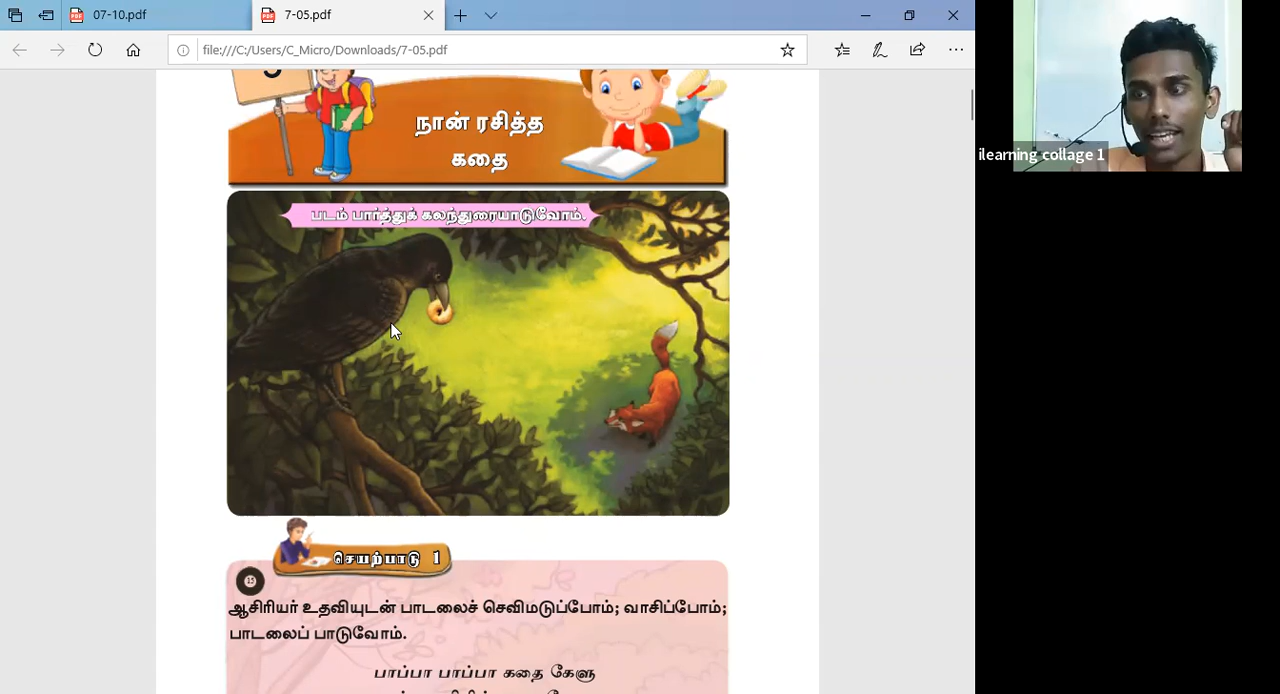 07-10.pdf
7-05.pdf
file:///C:/Users/C_Micro/Downloads/7-05.pdf
நான் ரசித்த
கதை
படம் பார்த்துக் கலந்துரையாடுவோம்.
செயற்பாடு 1
15
ஆசிரியர் உதவியுடன் பாடலைச் செவிமடுப்போம்; வாசிப்போம்;
பாடலைப் பாடுவோம்.
பாப்பா பாப்பா கதை கேளு
ilearning collage 1